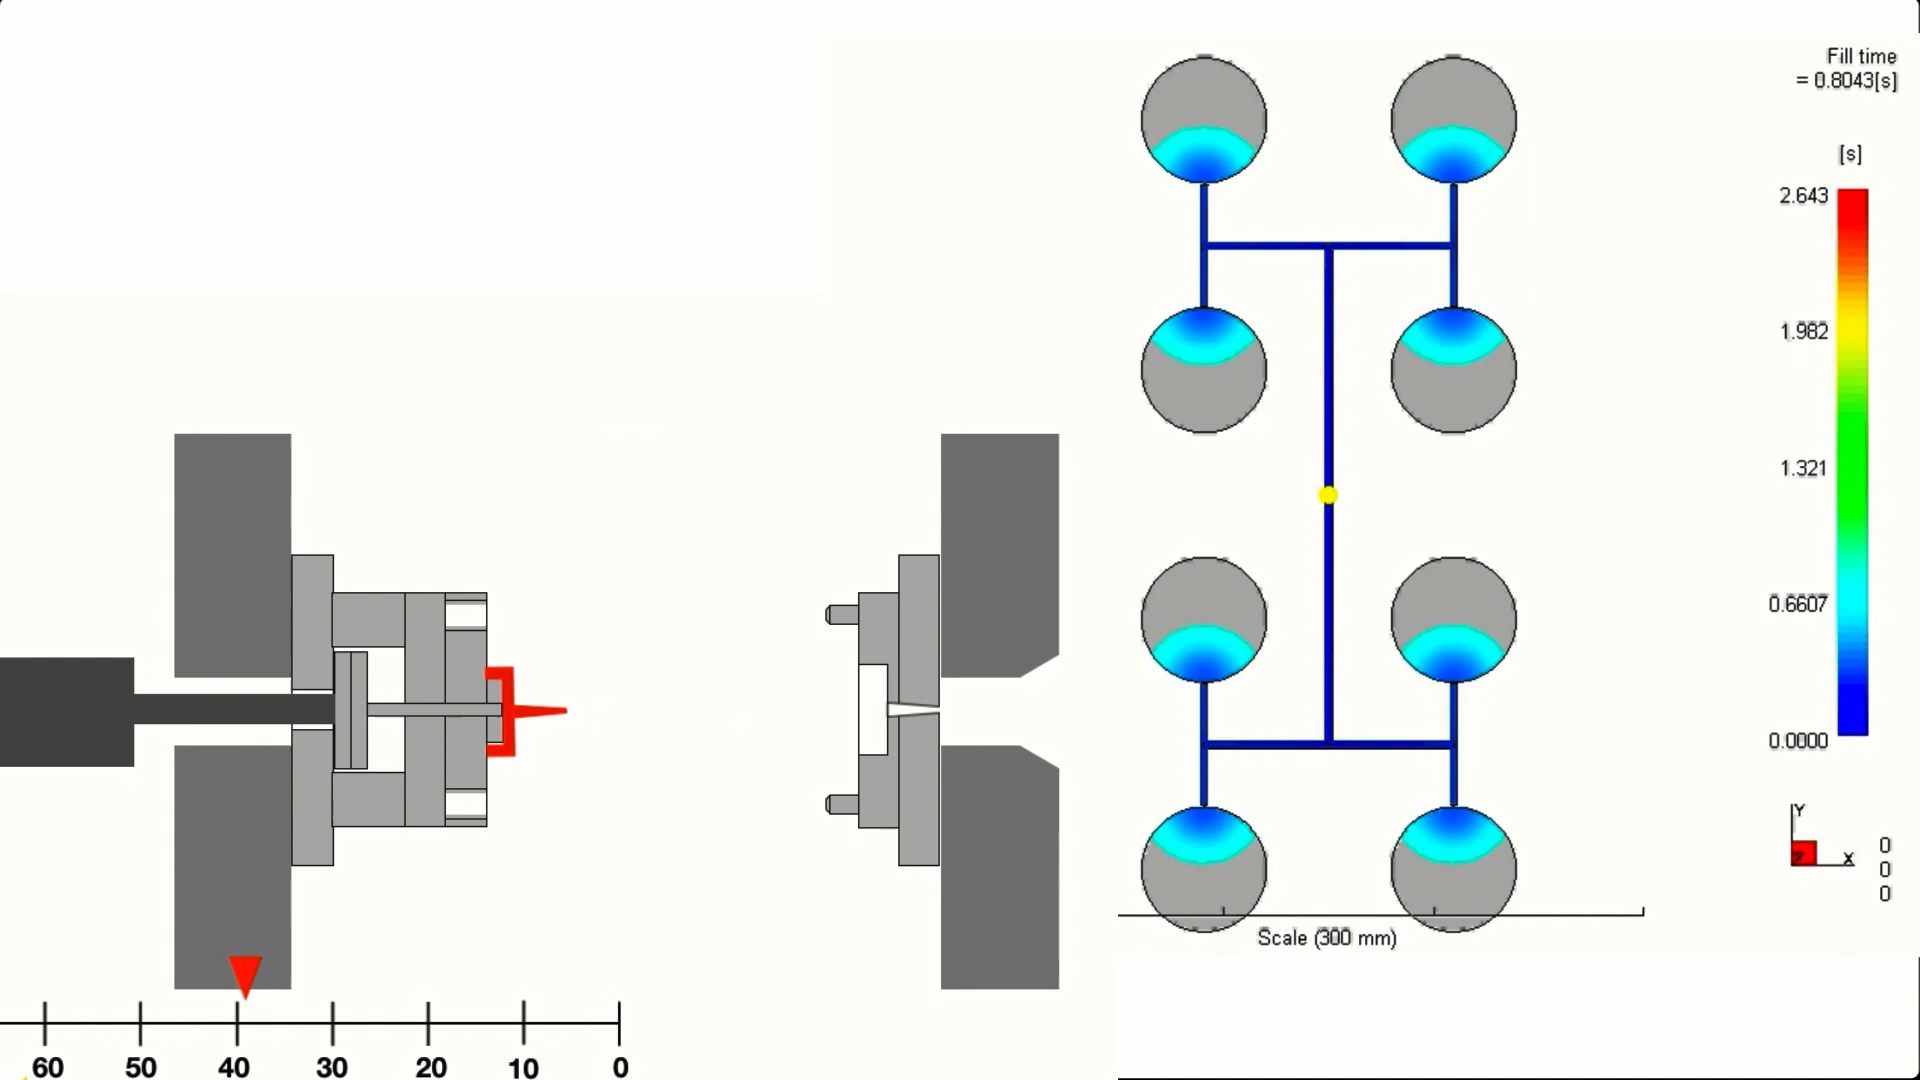 Fill time
= 0.8043[s]
[s]
2.643
1.982
1.321
0.6607
0.0000
Y
X
Z
0
0
0
Scale (300 mm)
60 50 40 30 20 10 0